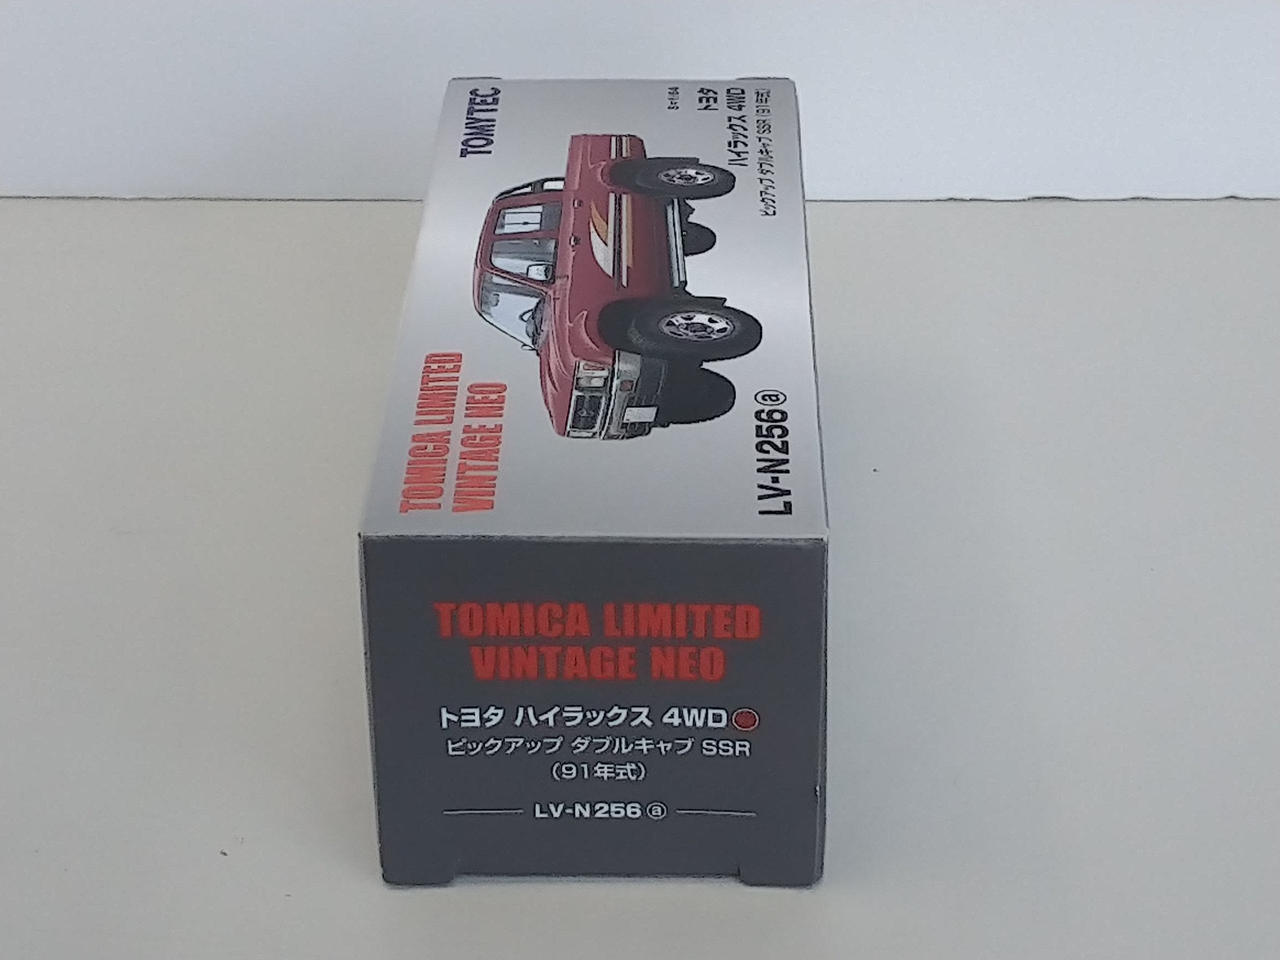 TOMYTEC
S=1:64
トヨタ
ハイラックス 4WD
ピックアップ ダブルキャブ SSR (91年式)
TOMICA LIMITED
VINTAGE NEO
LV-N256ⓐ
TOMICA LIMITED
VINTAGE NEO
トヨタ ハイラックス 4WD
ピックアップ ダブルキャブ SSR
(91年式)
LV-N256ⓐ